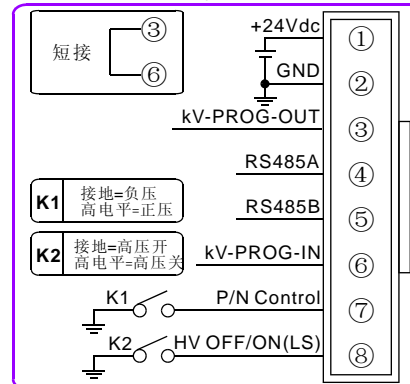 短接
③
⑥
+24Vdc
①
GND
②
kV-PROG-OUT
③
RS485A
④
K1
接地=负压
高电平=正压
RS485B
⑤
K2
接地=高压开
高电平=高压关
kV-PROG-IN
⑥
K1
P/N Control
⑦
K2
HV OFF/ON(LS)
⑧